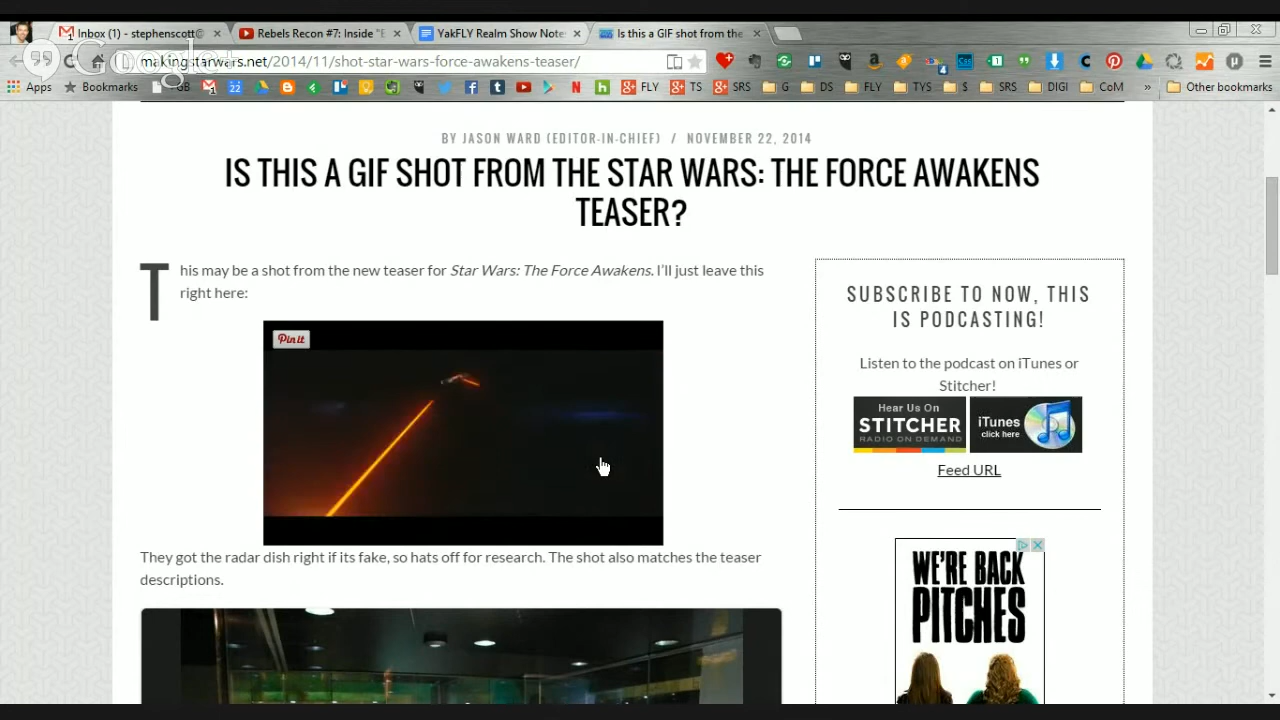 Inbox (1) - stephenscott@
Rebels Recon #7: Inside "E
YakFLY Realm Show Note
Is this a GIF shot from the
Google+
makingstarwars.net/2014/11/shot-star-wars-force-awakens-teaser/
Apps
Bookmarks
GB
22
FLY
TS
SRS
G
DS
FLY
TYS
$
SRS
DIGI
CoM
»
Other bookmarks
BY JASON WARD (EDITOR-IN-CHIEF) / NOVEMBER 22, 2014
IS THIS A GIF SHOT FROM THE STAR WARS: THE FORCE AWAKENS
TEASER?
This may be a shot from the new teaser for Star Wars: The Force Awakens. I'll just leave this
right here:
Pin it
They got the radar dish right if its fake, so hats off for research. The shot also matches the teaser
descriptions.
SUBSCRIBE TO NOW, THIS
IS PODCASTING!
Listen to the podcast on iTunes or
Stitcher!
Hear Us On
STITCHER
RADIO ON DEMAND
iTunes
click here
Feed URL
WE'RE BACK
PITCHES